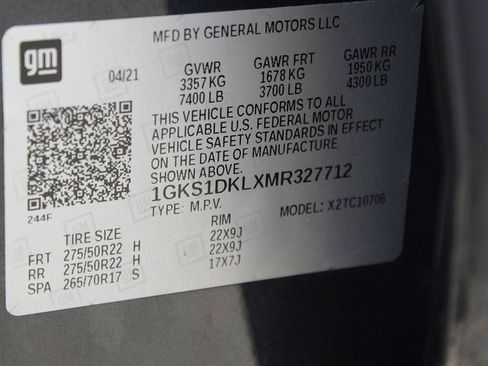 gm
MFD BY GENERAL MOTORS LLC
04/21
GVWR GAWR FRT GAWR RR
3357 KG 1678 KG 1950 KG
7400 LB 3700 LB 4300 LB
THIS VEHICLE CONFORMS TO ALL
APPLICABLE U.S. FEDERAL MOTOR
VEHICLE SAFETY STANDARDS IN EFFECT
ON THE DATE OF MANUFACTURE
SHOWN ABOVE.
1GKS1DKLXMR327712
TYPE: M.P.V. MODEL: X2TC10706
244F
TIRE SIZE RIM
FRT 275/50R22 H 22X9J
RR 275/50R22 H 22X9J
SPA 265/70R17 S 17X7J